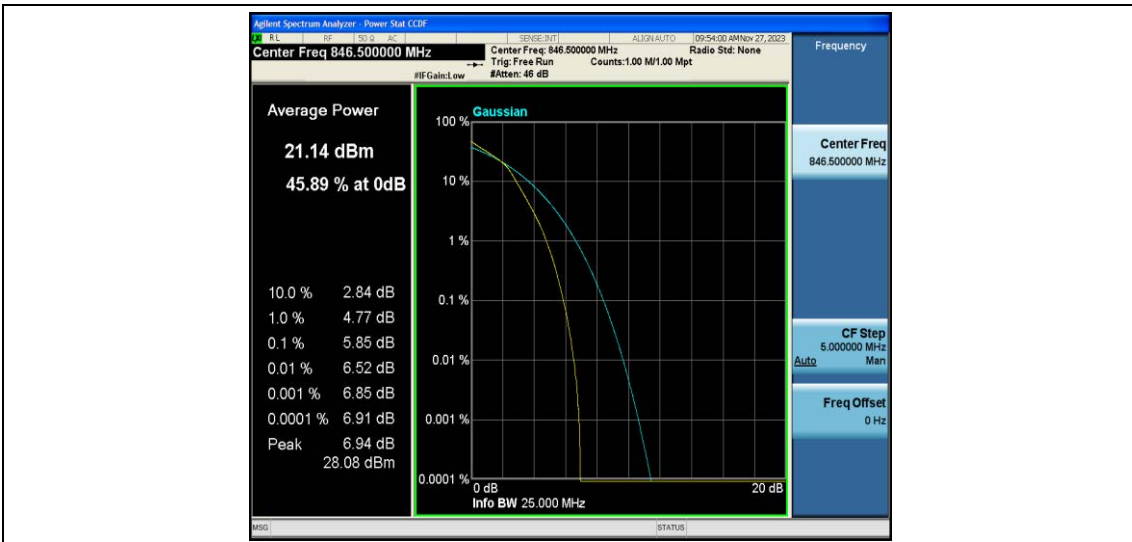 Agilent Spectrum Analyzer - Power Stat CCDF
RL RF 50 Ω AC SENSE:INT ALIGNAUTO 09:54:00 AM Nov 27, 2023
Center Freq 846.500000 MHz
Center Freq: 846.500000 MHz Radio Std: None
Trig: Free Run Counts:1.00 M/1.00 Mpt
#IFGain:Low #Atten: 46 dB
Frequency
Average Power
21.14 dBm
45.89 % at 0dB
10.0 % 2.84 dB
1.0 % 4.77 dB
0.1 % 5.85 dB
0.01 % 6.52 dB
0.001 % 6.85 dB
0.0001 % 6.91 dB
Peak 6.94 dB
28.08 dBm
Gaussian
100 %
10 %
1 %
0.1 %
0.01 %
0.001 %
0.0001 %
0 dB 20 dB
Info BW 25.000 MHz
Center Freq
846.500000 MHz
CF Step
5.000000 MHz
Auto Man
Freq Offset
0 Hz
MSG STATUS